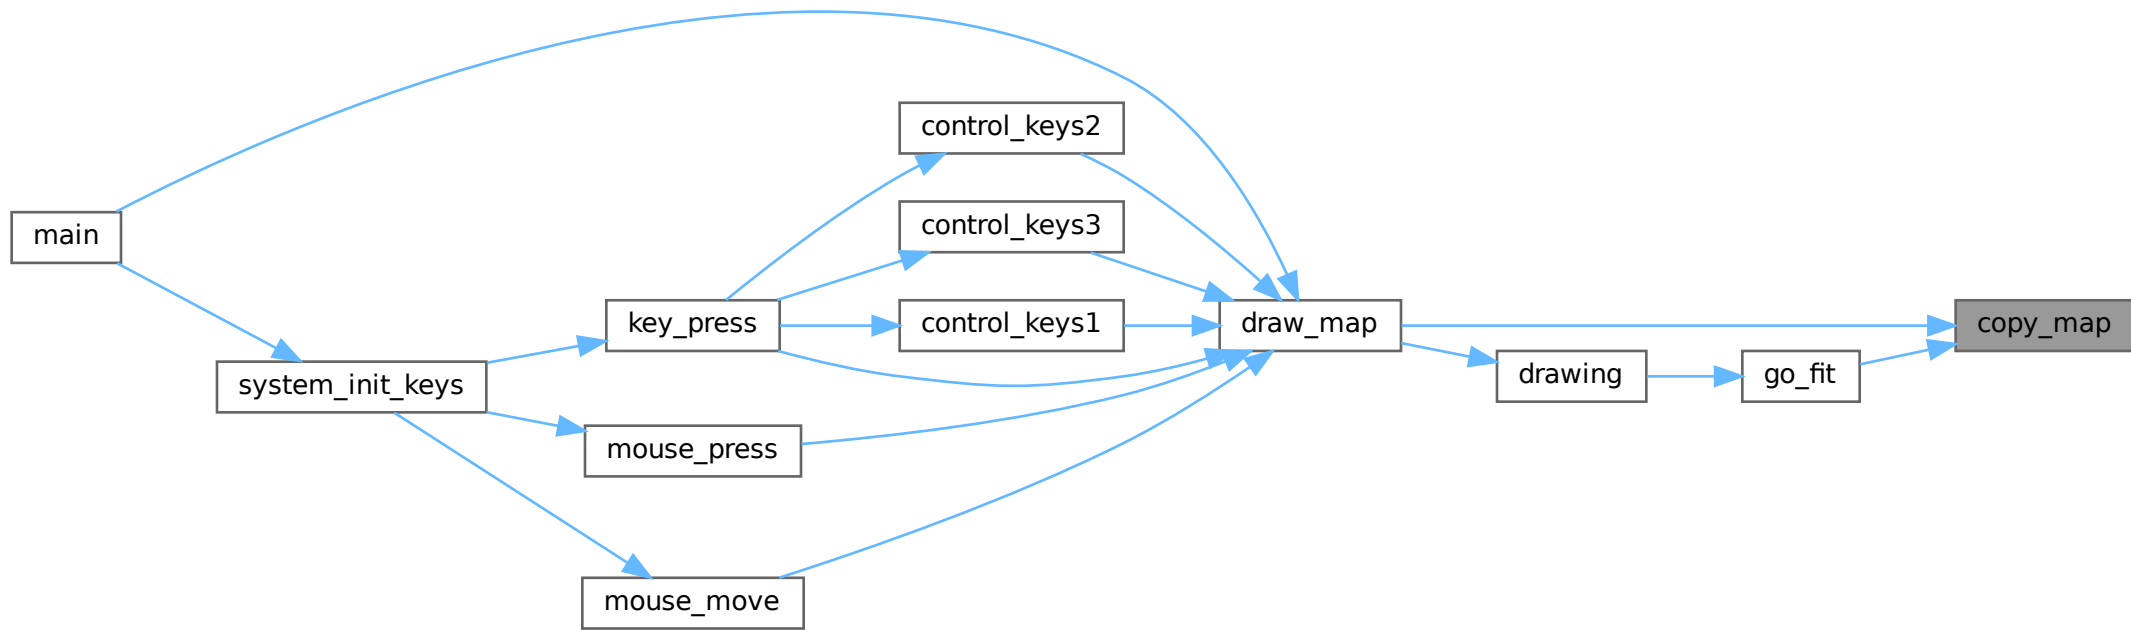 main
system_init_keys
key_press
mouse_press
mouse_move
control_keys2
control_keys3
control_keys1
draw_map
drawing
go_fit
copy_map